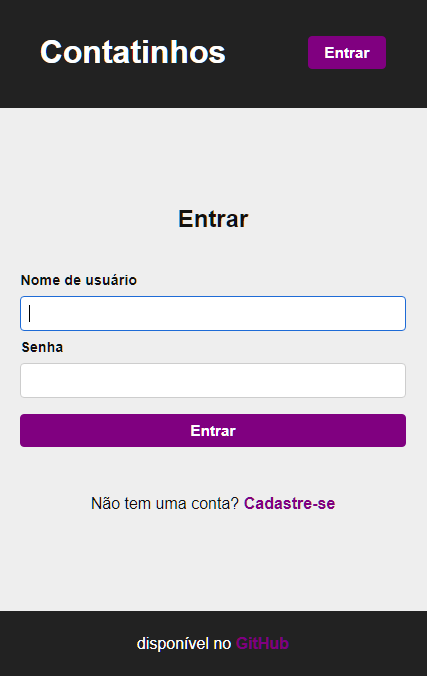 Contatinhos
Entrar
Entrar
Nome de usuário
Senha
Entrar
Não tem uma conta? Cadastre-se
disponível no GitHub